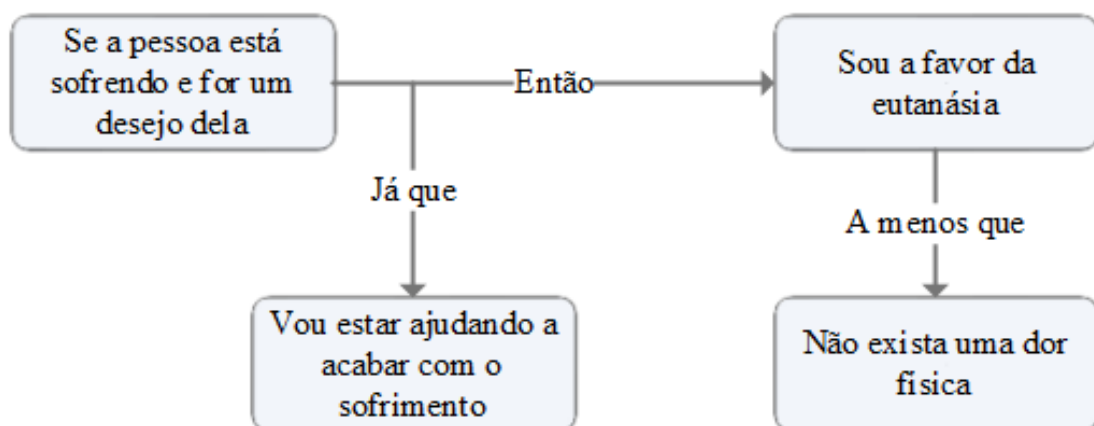 Se a pessoa está
sofrendo e for um
desejo dela
Então
Sou a favor da
eutanásia
Já que
A menos que
Vou estar ajudando a
acabar com o
sofrimento
Não exista uma dor
física